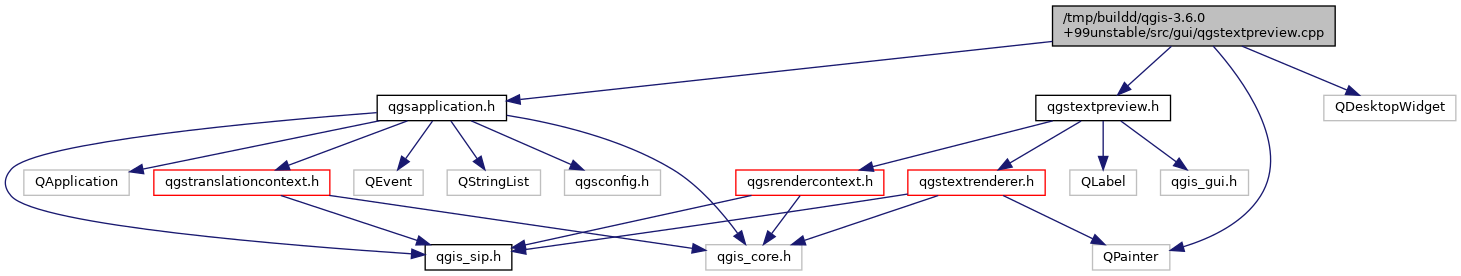 /tmp/buildd/qgis-3.6.0
+99unstable/src/gui/qgstextpreview.cpp
qgsapplication.h
qgstextpreview.h
QDesktopWidget
QApplication
qgstranslationcontext.h
QEvent
QStringList
qgsconfig.h
qgsrendercontext.h
qgstextrenderer.h
QLabel
qgis_gui.h
qgis_sip.h
qgis_core.h
QPainter